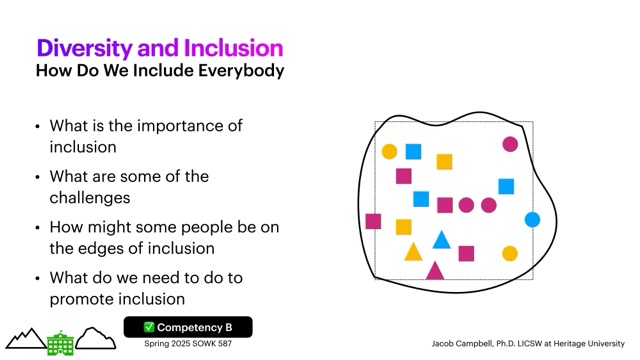 Diversity and Inclusion
How Do We Include Everybody
• What is the importance of
inclusion
• What are some of the
challenges
• How might some people be on
the edges of inclusion
• What do we need to do to
promote inclusion
✅ Competency B
Spring 2025 SOWK 587
Jacob Campbell, Ph.D. LICSW at Heritage University